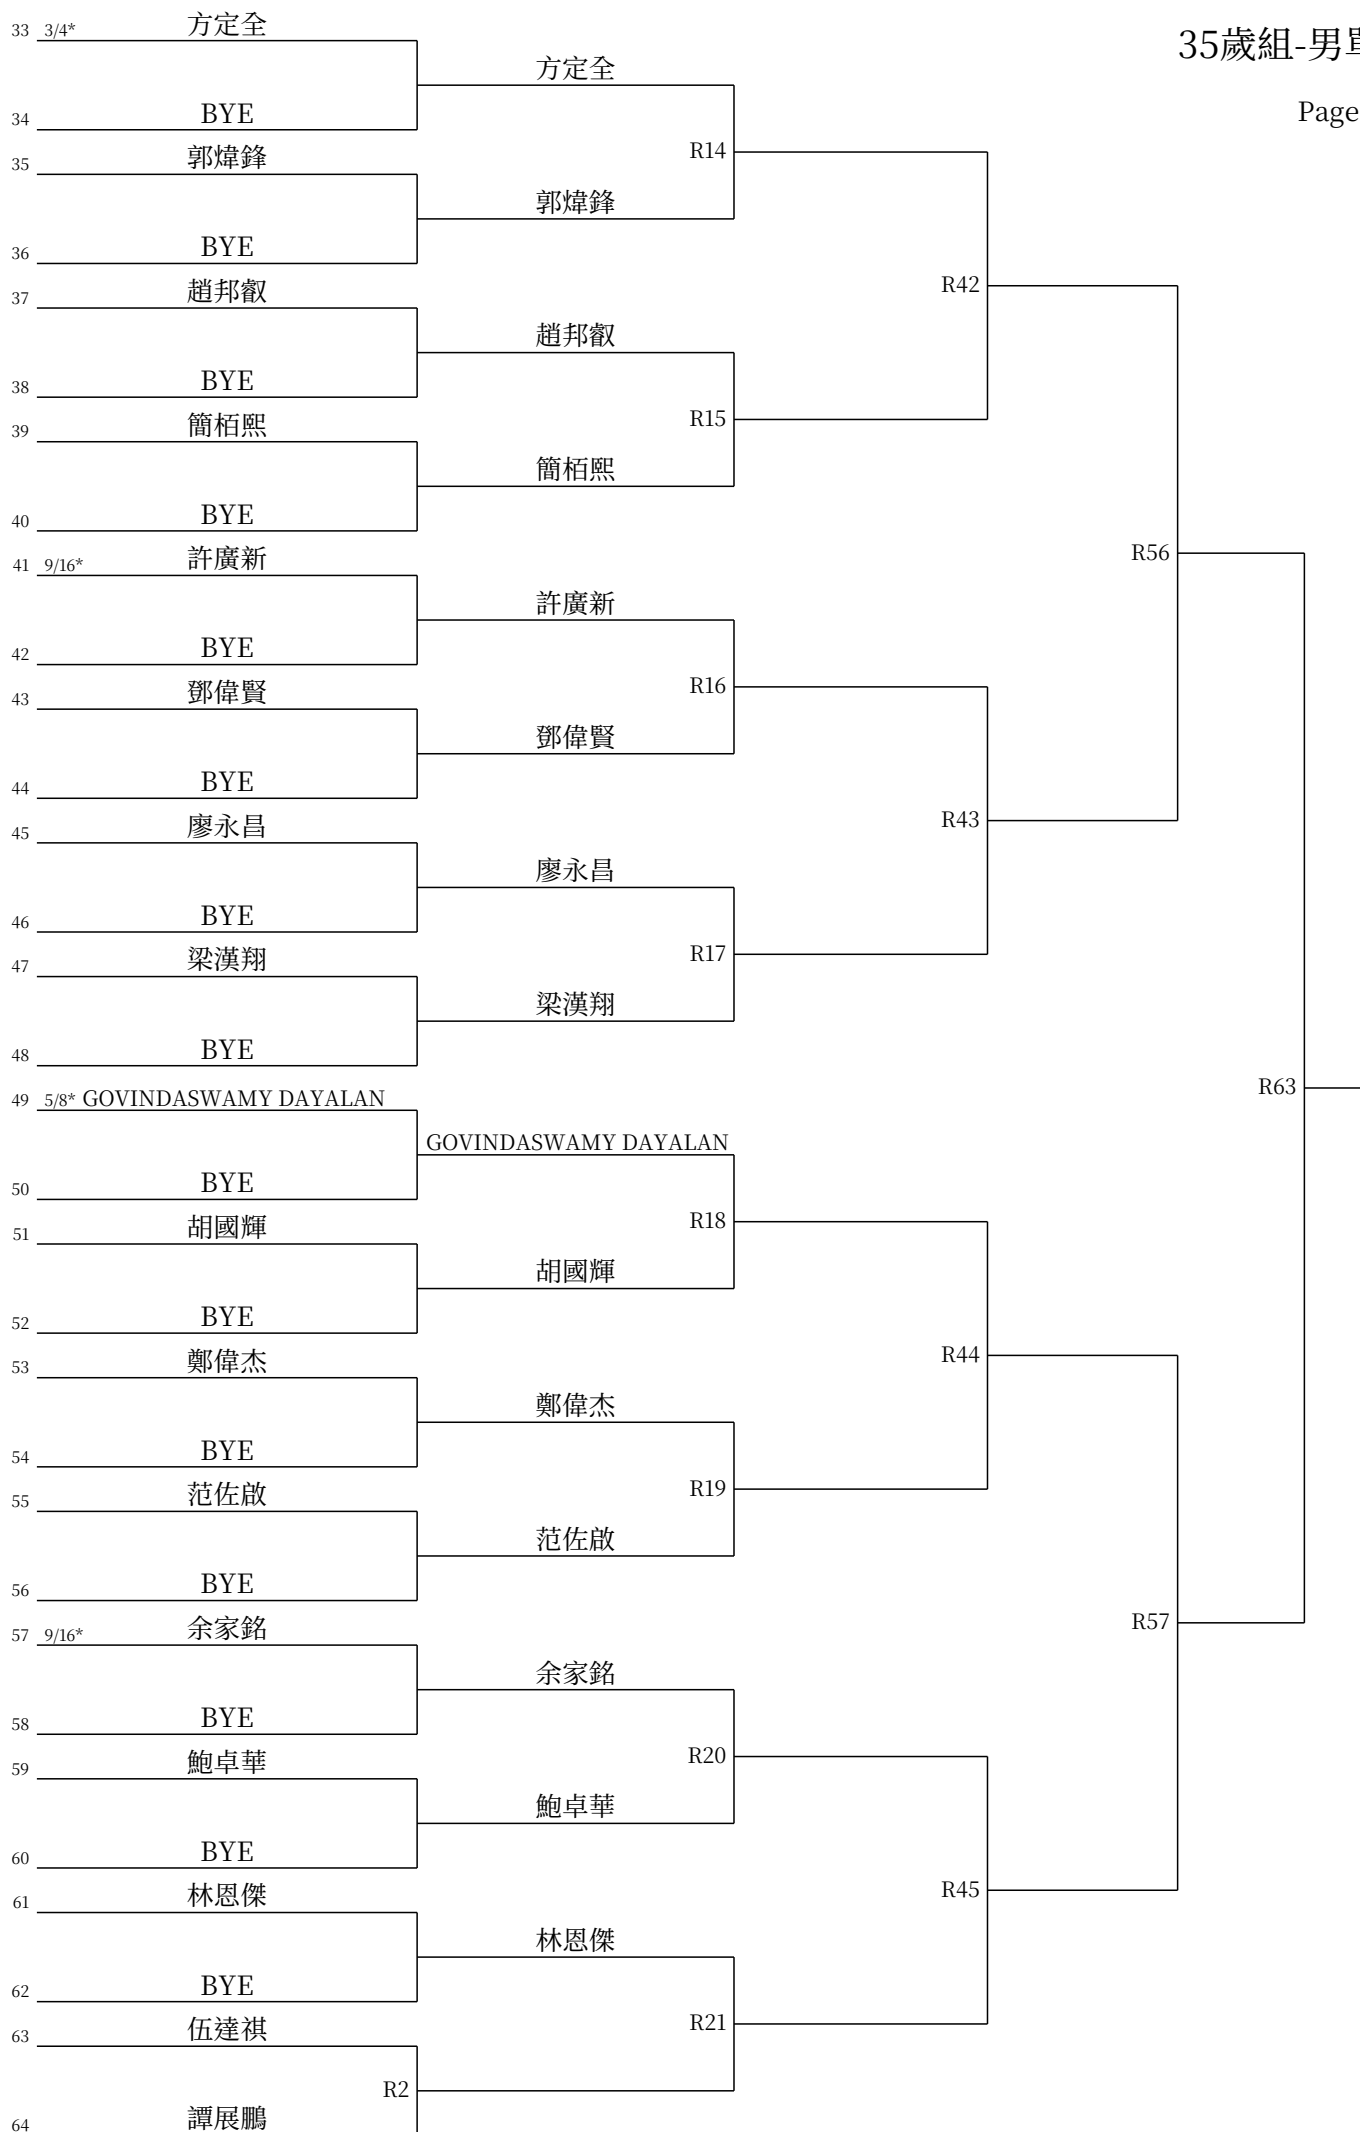 35歲組-男單
Page
33 3/4* 方定全
方定全
34 BYE
R14
35 郭煒鋒
郭煒鋒
36 BYE
R42
37 趙邦叡
趙邦叡
38 BYE
R15
39 簡栢熙
簡栢熙
40 BYE
R56
41 9/16* 許廣新
許廣新
42 BYE
R16
43 鄧偉賢
鄧偉賢
44 BYE
R43
45 廖永昌
廖永昌
46 BYE
R17
47 梁漢翔
梁漢翔
48 BYE
R63
49 5/8* GOVINDASWAMY DAYALAN
GOVINDASWAMY DAYALAN
50 BYE
R18
51 胡國輝
胡國輝
52 BYE
R44
53 鄭偉杰
鄭偉杰
54 BYE
R19
55 范佐啟
范佐啟
56 BYE
R57
57 9/16* 余家銘
余家銘
58 BYE
R20
59 鮑卓華
鮑卓華
60 BYE
R45
61 林恩傑
林恩傑
62 BYE
R21
63 伍達祺
R2
64 譚展鵬